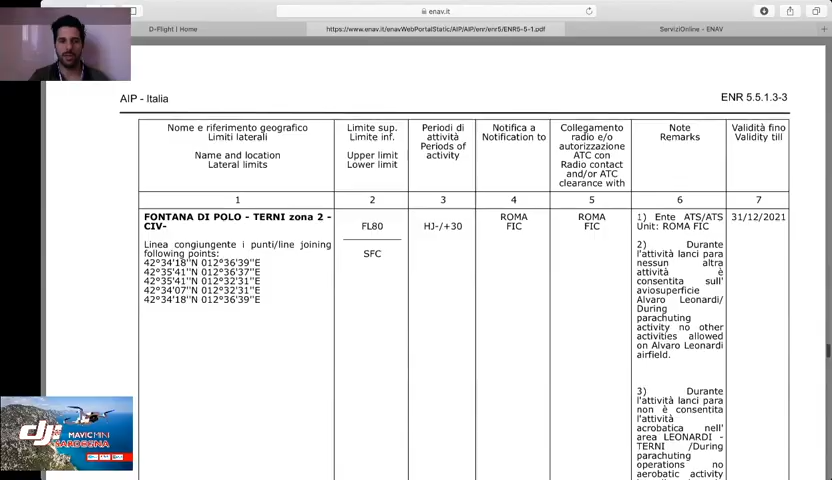 enav.it
D-Flight | Home
https://www.enav.it/enavWebPortalStatic/AIP/AIP/enr/enr5/ENR5-5-1.pdf
ServiziOnline - ENAV
AIP - Italia
ENR 5.5.1.3-3
Nome e riferimento geografico
Limiti laterali
Name and location
Lateral limits
Limite sup.
Limite inf.
Upper limit
Lower limit
Periodi di
attività
Periods of
activity
Notifica a
Notification to
Collegamento
radio e/o
autorizzazione
ATC con
Radio contact
and/or ATC
clearance with
Note
Remarks
Validità fino
Validity till
1
2
3
4
5
6
7
FONTANA DI POLO - TERNI zona 2 -
CIV-
Linea congiungente i punti/line joining
following points:
42°34'18''N 012°36'39''E
42°35'41''N 012°36'37''E
42°35'41''N 012°32'31''E
42°34'07''N 012°32'31''E
42°34'18''N 012°36'39''E
FL80
SFC
HJ-/+30
ROMA
FIC
ROMA
FIC
1) Ente ATS/ATS
Unit: ROMA FIC
2) Durante
l'attività lanci para
nessun altra
attività è
consentita sull'
aviosuperficie
Alvaro Leonardi/
During
parachuting
activity no other
activities allowed
on Alvaro Leonardi
airfield.
3) Durante
l'attività lanci para
non è consentita
l'attività
acrobatica nell'
area LEONARDI -
TERNI /During
parachuting
operations no
aerobatic activity
31/12/2021
dji
MAVIC MINI
SARDEGNA